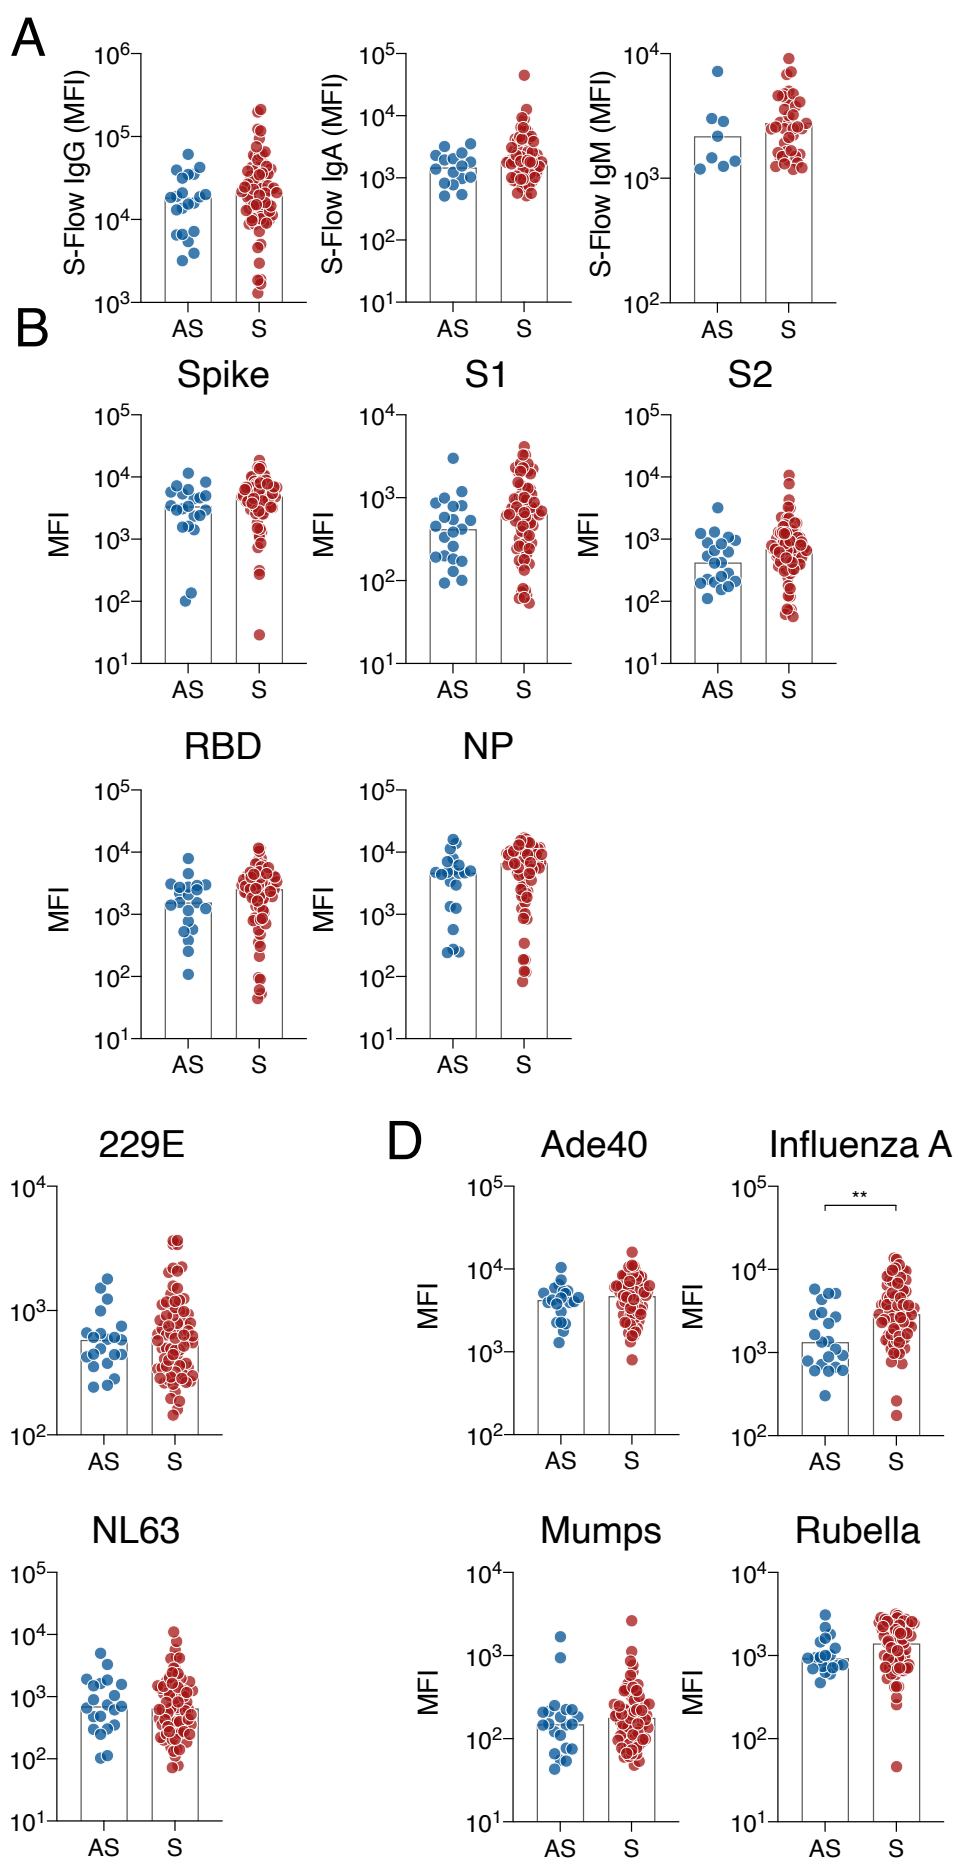 A
S-Flow IgG (MFI)
10⁶
10⁵
10⁴
10³
AS S
S-Flow IgA (MFI)
10⁵
10⁴
10³
10²
10¹
AS S
S-Flow IgM (MFI)
10⁴
10³
10²
AS S
B
Spike
MFI
10⁵
10⁴
10³
10²
10¹
AS S
S1
MFI
10⁴
10³
10²
10¹
AS S
S2
MFI
10⁵
10⁴
10³
10²
10¹
AS S
RBD
MFI
10⁵
10⁴
10³
10²
10¹
AS S
NP
MFI
10⁵
10⁴
10³
10²
10¹
AS S
229E
10⁴
10³
10²
AS S
D
Ade40
MFI
10⁵
10⁴
10³
10²
AS S
Influenza A
MFI
10⁵
10⁴
10³
10²
**
AS S
NL63
10⁵
10⁴
10³
10²
10¹
AS S
Mumps
MFI
10⁴
10³
10²
10¹
AS S
Rubella
MFI
10⁴
10³
10²
10¹
AS S